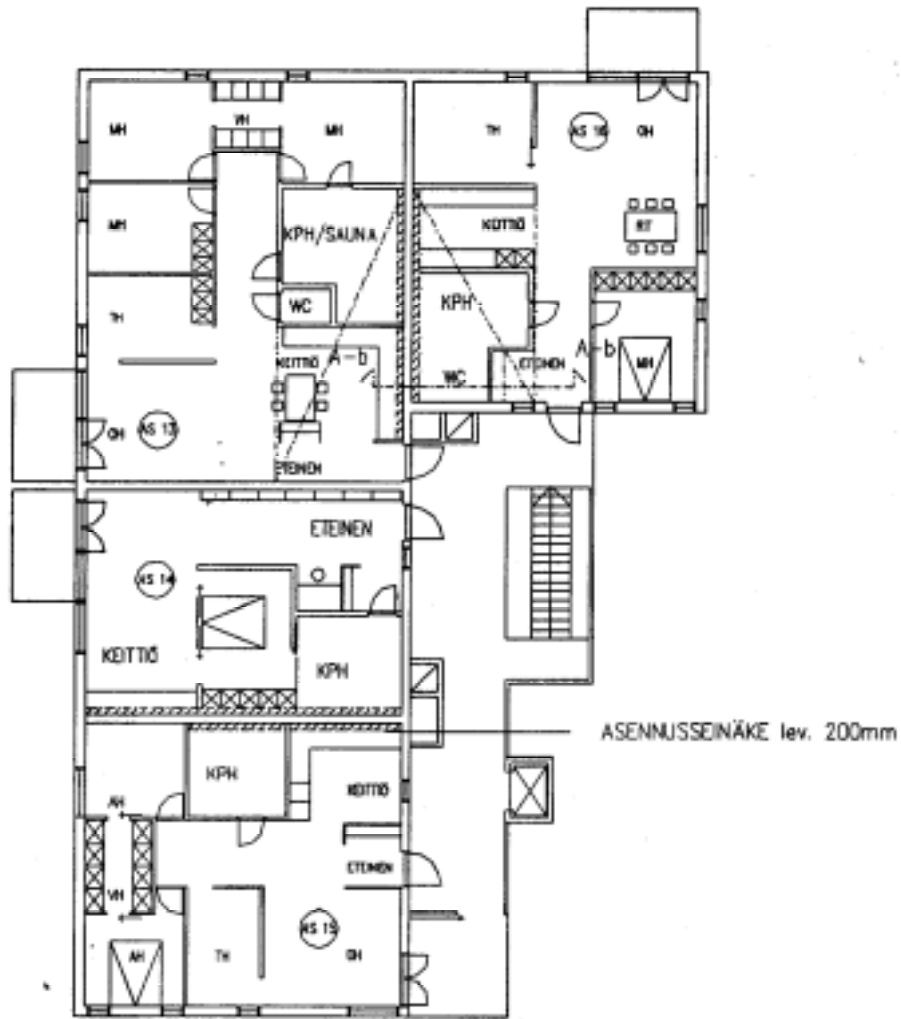 MH
VH
MH
TH
AS 16
OH
MH
KPH/SAUNA
KEITTIÖ
RT
WC
KPH
TH
KEITTIÖ
A-b
WC
ETEINEN
A-b
MH
OH
AS 13
ETEINEN
ETEINEN
AS 14
KEITTIÖ
KPH
ASENNUSSEINÄKE lev. 200mm
KPH
KEITTIÖ
AH
ETEINEN
VH
AS 15
AH
TH
OH